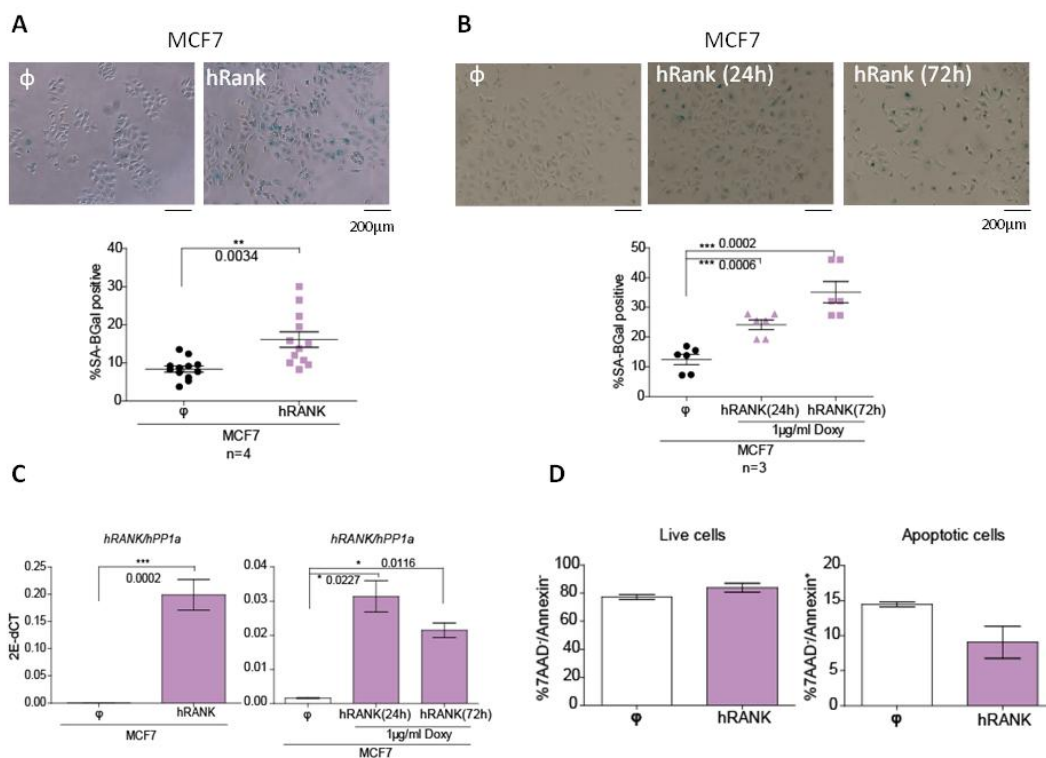 A
MCF7
ϕ
hRank
200μm
**
0.0034
%SA-BGal positive
40
30
20
10
0
φ
hRANK
MCF7
n=4
B
MCF7
ϕ
hRank (24h)
hRank (72h)
200μm
*** 0.0002
*** 0.0006
%SA-BGal positive
50
40
30
20
10
0
φ
hRANK(24h)
hRANK(72h)
1μg/ml Doxy
MCF7
n=3
C
hRANK/hPP1a
***
0.0002
2E-dCT
0.25
0.20
0.15
0.10
0.05
0.00
φ
hRANK
MCF7
hRANK/hPP1a
* 0.0116
* 0.0227
0.04
0.03
0.02
0.01
0.00
φ
hRANK(24h)
hRANK(72h)
1μg/ml Doxy
MCF7
D
Live cells
%7AAD⁻/Annexin⁻
100
80
60
40
20
0
φ
hRANK
Apoptotic cells
%7AAD⁻/Annexin⁺
20
15
10
5
0
φ
hRANK